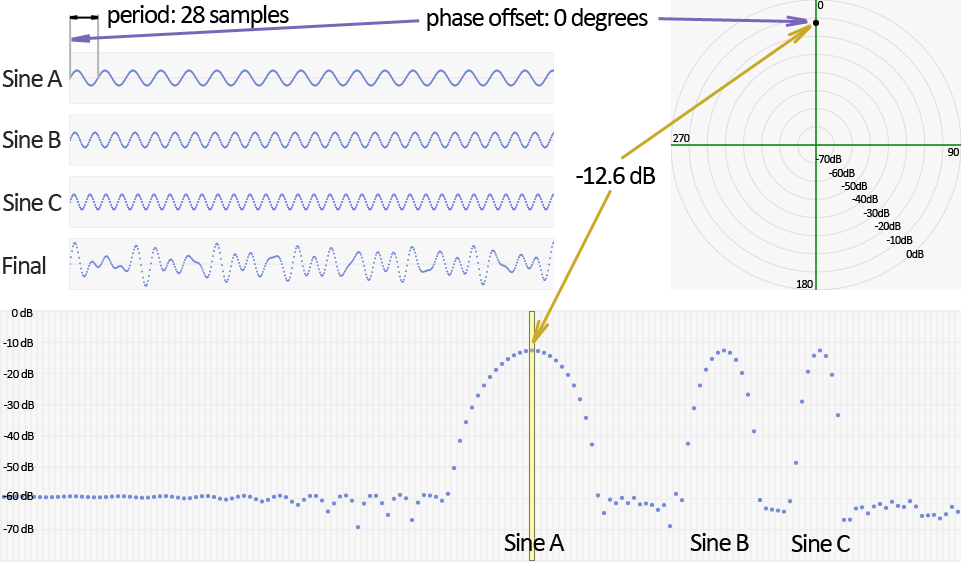 period: 28 samples
phase offset: 0 degrees
0
Sine A
Sine B
270
90
-70dB
-60dB
-12.6 dB
-50dB
Sine C
-40dB
-30dB
-20dB
-10dB
0dB
Final
180
0 dB
-10 dB
-20 dB
-30 dB
-40 dB
-50 dB
-60 dB
-70 dB
Sine A
Sine B
Sine C